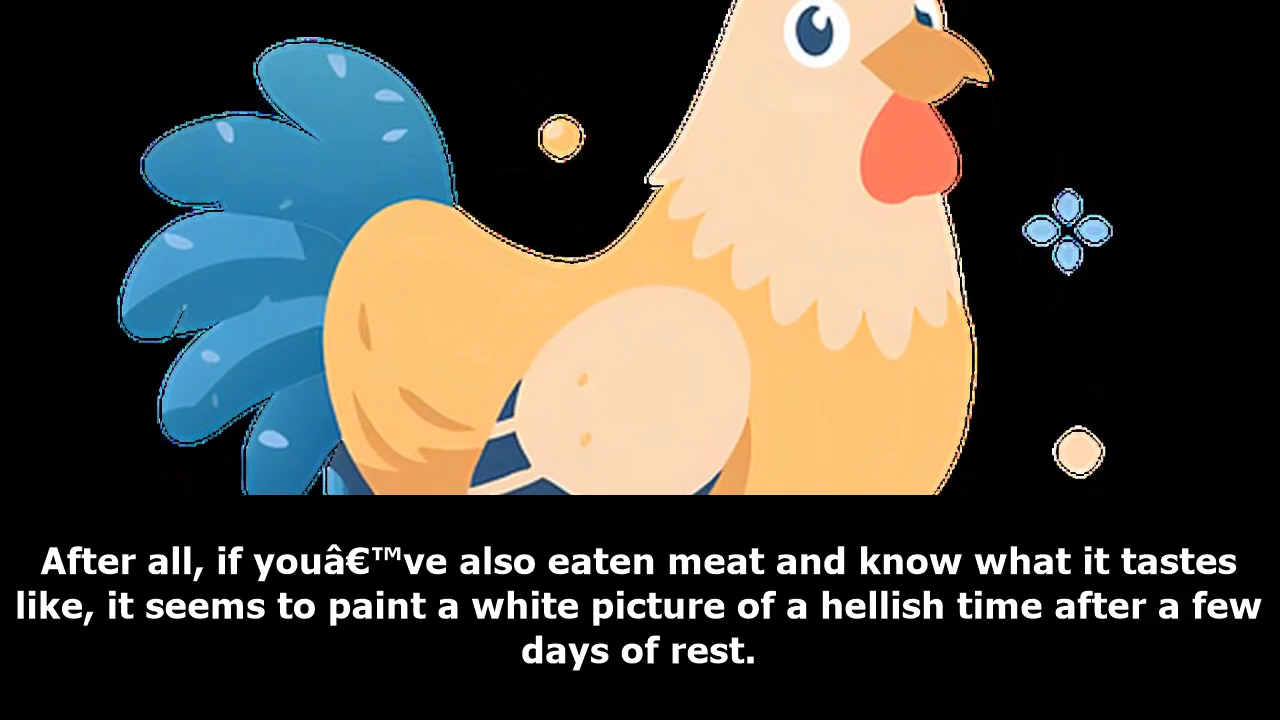 After all, if youâ€™ve also eaten meat and know what it tastes
like, it seems to paint a white picture of a hellish time after a few
days of rest.